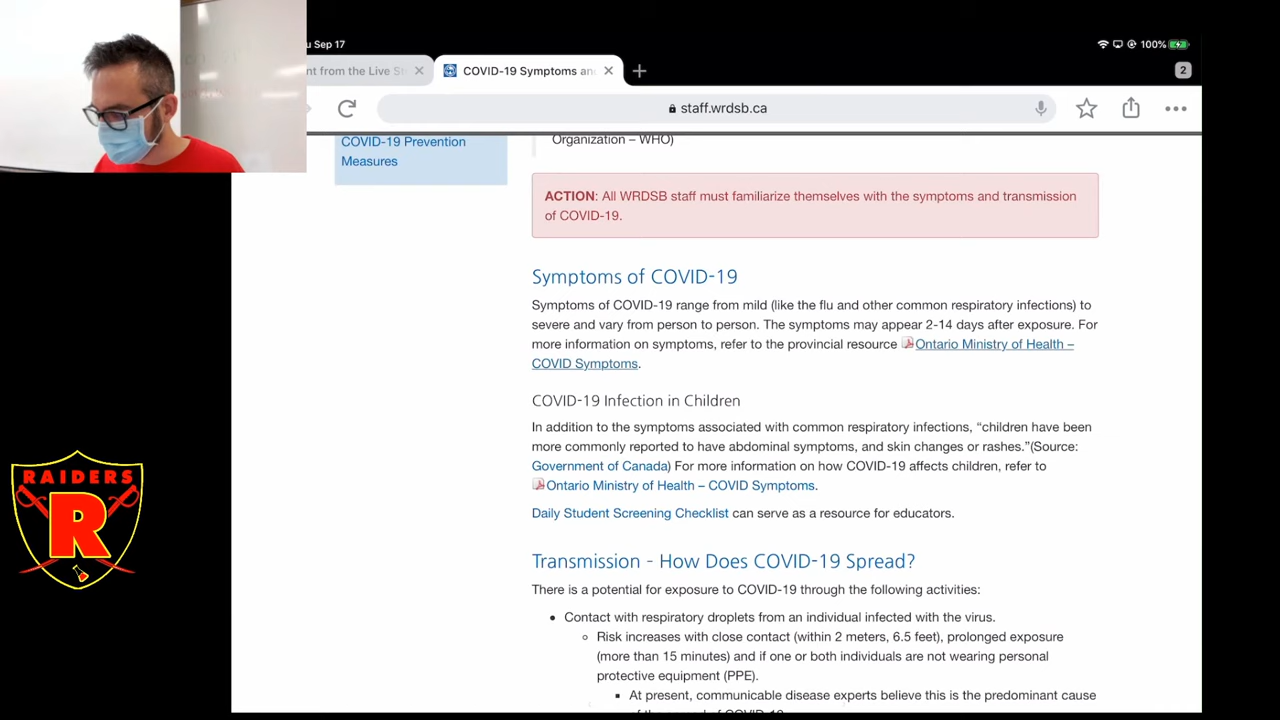 u Sep 17
100%
nt from the Live St
COVID-19 Symptoms an
2
staff.wrdsb.ca
COVID-19 Prevention
Measures
Organization – WHO)
ACTION: All WRDSB staff must familiarize themselves with the symptoms and transmission
of COVID-19.
Symptoms of COVID-19
Symptoms of COVID-19 range from mild (like the flu and other common respiratory infections) to
severe and vary from person to person. The symptoms may appear 2-14 days after exposure. For
more information on symptoms, refer to the provincial resource Ontario Ministry of Health –
COVID Symptoms.
COVID-19 Infection in Children
In addition to the symptoms associated with common respiratory infections, “children have been
more commonly reported to have abdominal symptoms, and skin changes or rashes.”(Source:
Government of Canada) For more information on how COVID-19 affects children, refer to
Ontario Ministry of Health – COVID Symptoms.
Daily Student Screening Checklist can serve as a resource for educators.
Transmission - How Does COVID-19 Spread?
There is a potential for exposure to COVID-19 through the following activities:
• Contact with respiratory droplets from an individual infected with the virus.
◦ Risk increases with close contact (within 2 meters, 6.5 feet), prolonged exposure
(more than 15 minutes) and if one or both individuals are not wearing personal
protective equipment (PPE).
▪ At present, communicable disease experts believe this is the predominant cause
of the spread of COVID-19
RAIDERS
R